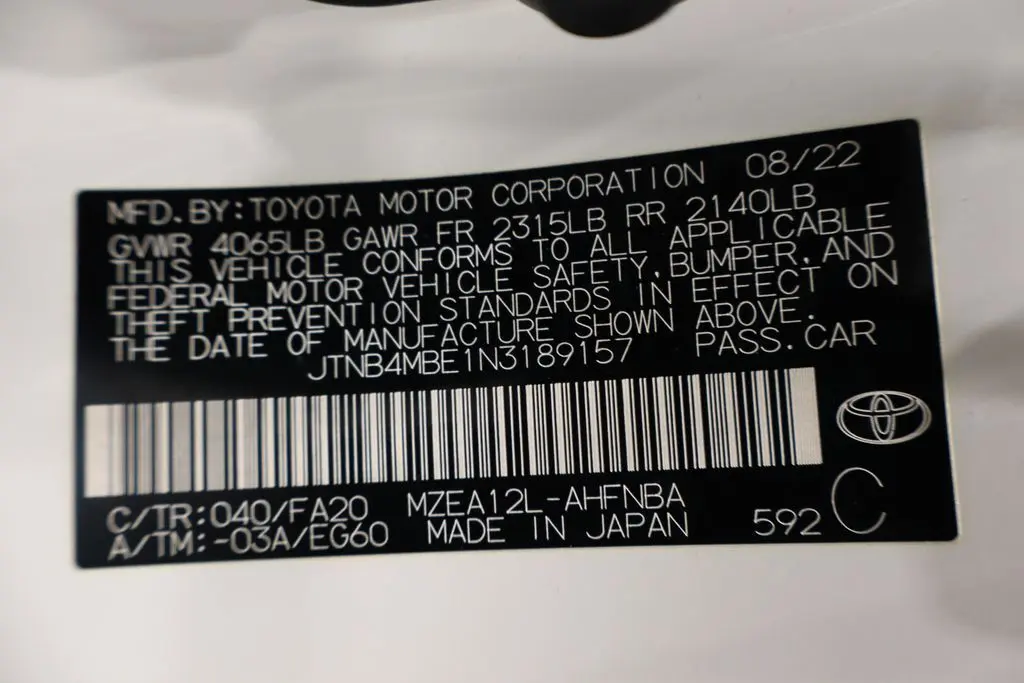 MFD.BY:TOYOTA MOTOR CORPORATION 08/22
GVWR 4065LB GAWR FR 2315LB RR 2140LB
THIS VEHICLE CONFORMS TO ALL APPLICABLE
FEDERAL MOTOR VEHICLE SAFETY,BUMPER,AND
THEFT PREVENTION STANDARDS IN EFFECT ON
THE DATE OF MANUFACTURE SHOWN ABOVE.
JTNB4MBE1N3189157 PASS.CAR
C/TR:040/FA20 MZEA12L-AHFNBA
A/TM:-03A/EG60 MADE IN JAPAN 592 C